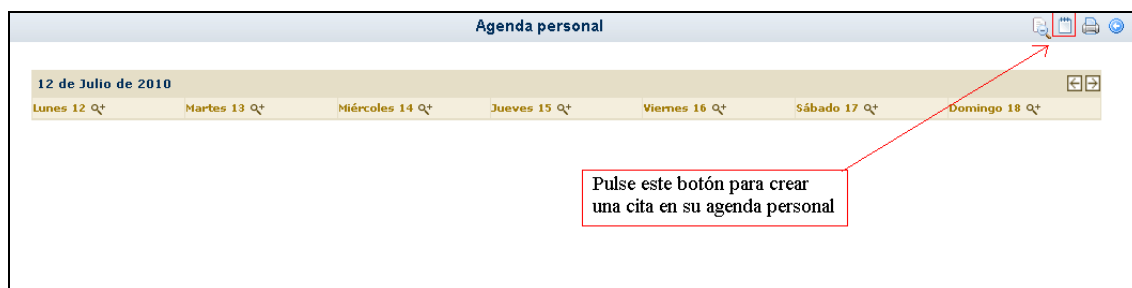 Agenda personal
12 de Julio de 2010
Lunes 12 Martes 13 Miércoles 14 Jueves 15 Viernes 16 Sábado 17 Domingo 18
Pulse este botón para crear
una cita en su agenda personal